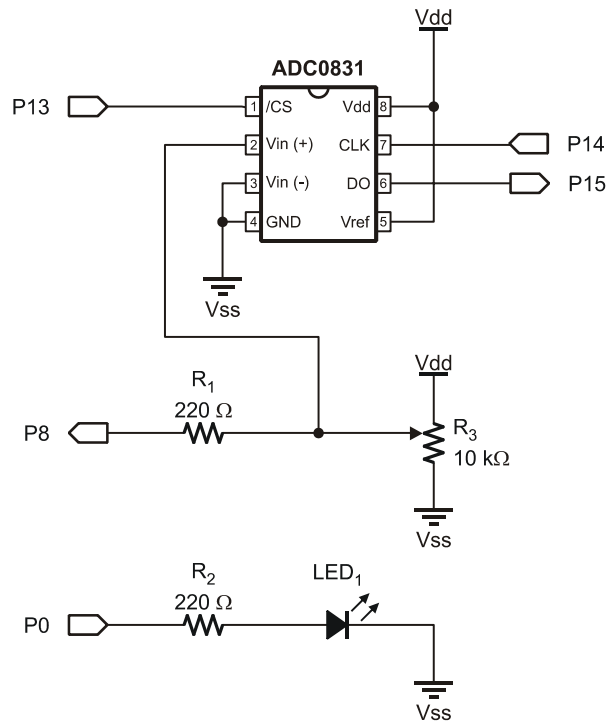 Vdd
ADC0831
P13 1 /CS Vdd 8
2 Vin (+) CLK 7 P14
3 Vin (-) DO 6 P15
4 GND Vref 5
Vss
Vdd
R1
220 Ω
P8
R3
10 kΩ
Vss
R2
220 Ω
LED1
P0
Vss